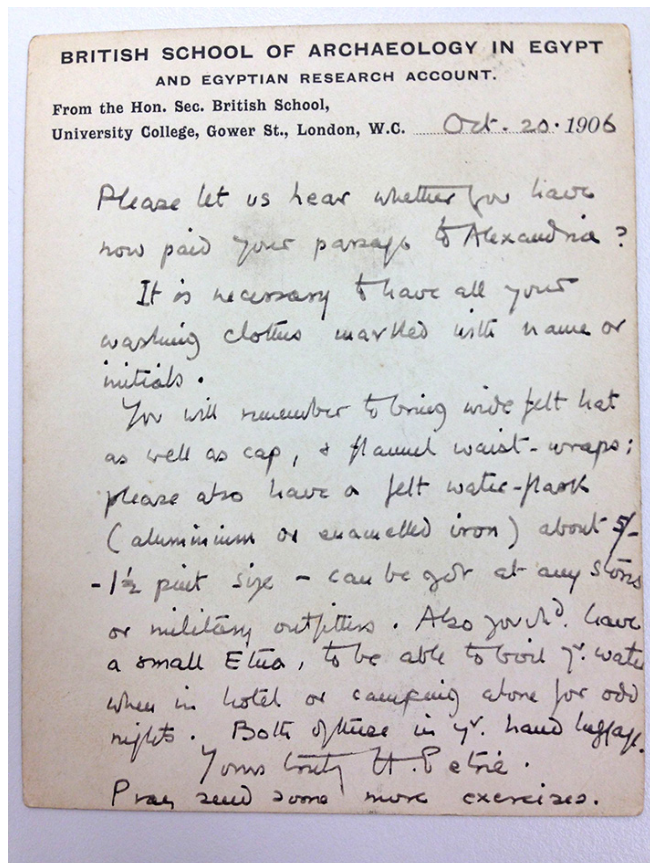 BRITISH SCHOOL OF ARCHAEOLOGY IN EGYPT
AND EGYPTIAN RESEARCH ACCOUNT.
From the Hon. Sec. British School,
University College, Gower St., London, W.C. Oct. 20. 1906
Please let us hear whether you have
now paid your passage to Alexandria ?
It is necessary to have all your
washing clothes marked with name or
initials.
You will remember to bring wide felt hat
as well as cap, & flannel waist-wraps;
please also have a felt water-flask
(aluminium or enamelled iron) about 5/-
- 1½ pint size - can be got at any stores
or military outfitters. Also you shd. have
a small Etna, to be able to boil yr. water
when in hotel or camping alone for odd
nights. Both of these in yr. hand luggage.
Yours truly H. Petrie.
Pray send some more exercises.